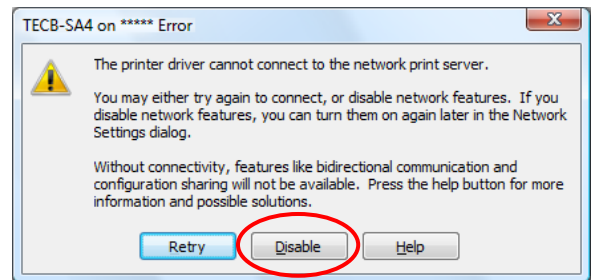 TECB-SA4 on ***** Error
The printer driver cannot connect to the network print server.
You may either try again to connect, or disable network features. If you
disable network features, you can turn them on again later in the Network
Settings dialog.
Without connectivity, features like bidirectional communication and
configuration sharing will not be available. Press the help button for more
information and possible solutions.
Retry Disable Help